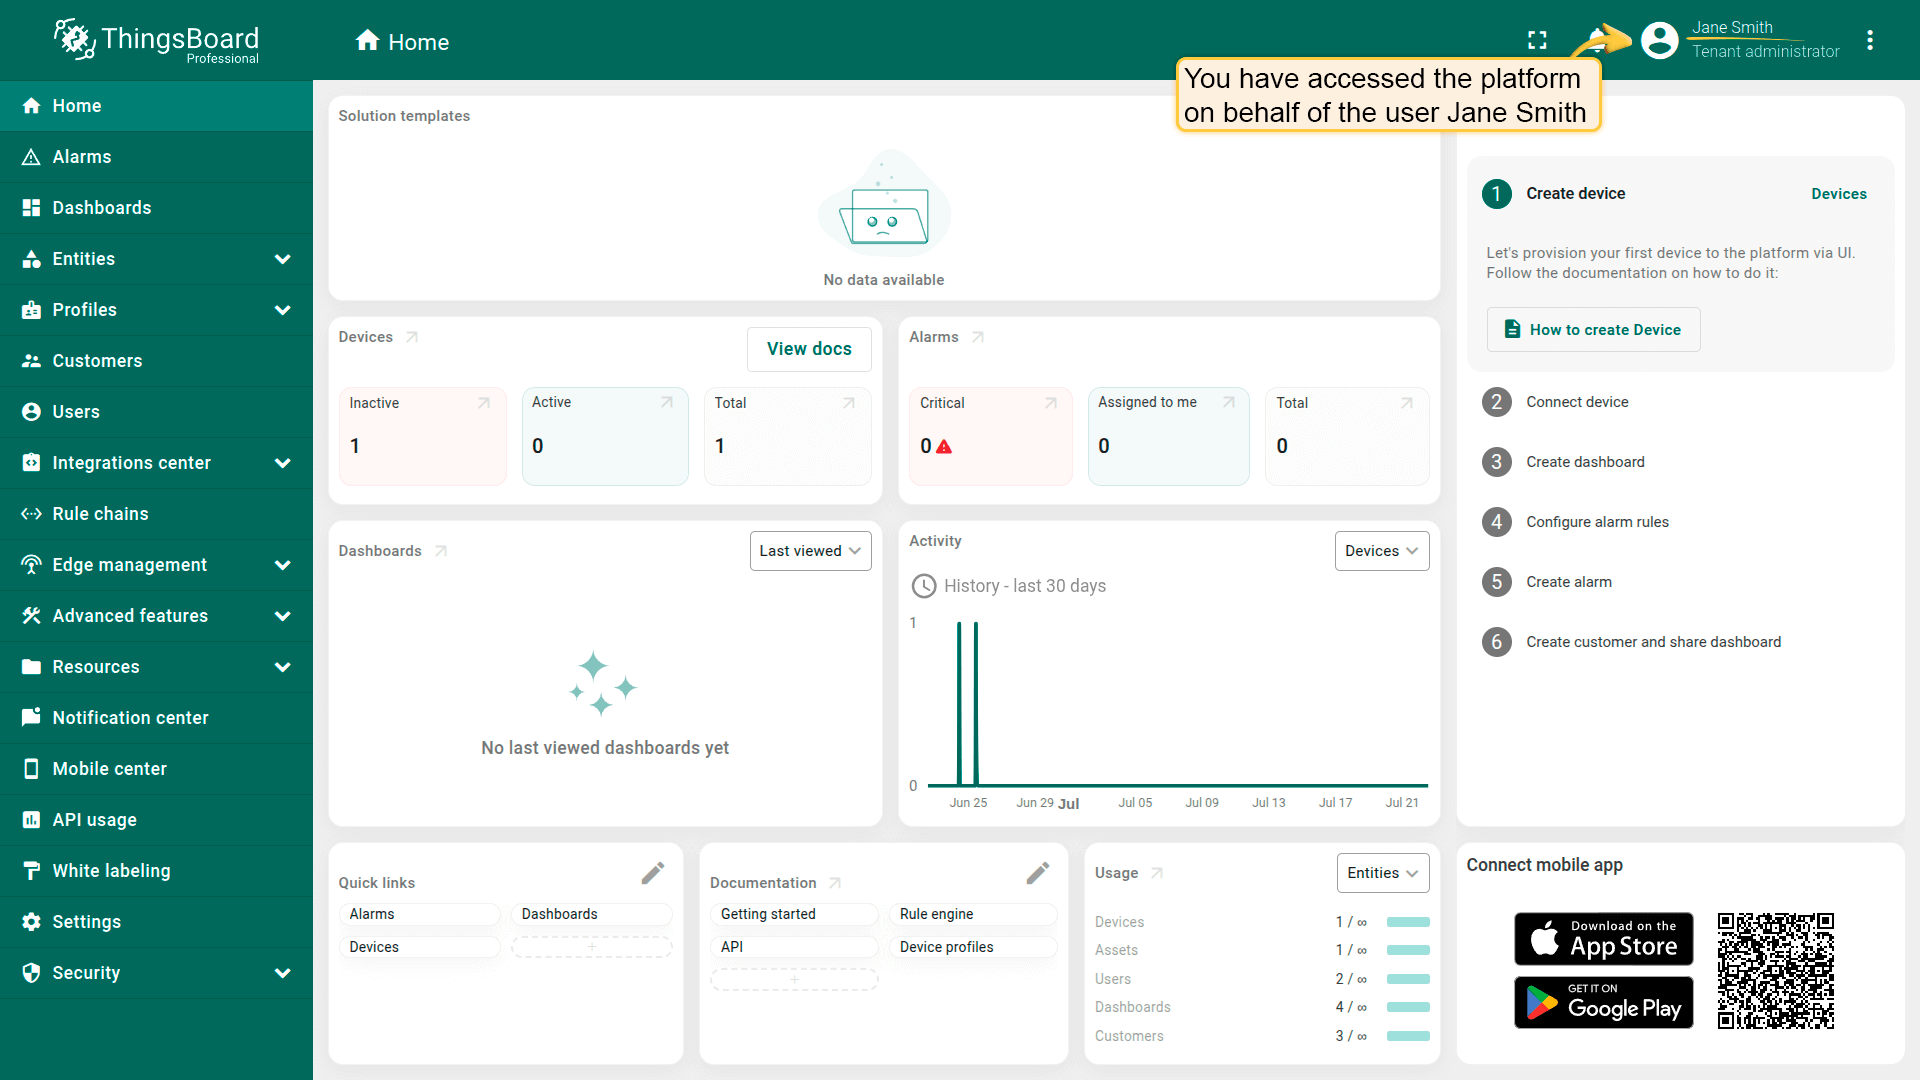 ThingsBoard
Professional
Home
Jane Smith
Tenant administrator
You have accessed the platform
on behalf of the user Jane Smith
Home
Alarms
Dashboards
Entities
Profiles
Customers
Users
Integrations center
Rule chains
Edge management
Advanced features
Resources
Notification center
Mobile center
API usage
White labeling
Settings
Security
Solution templates
No data available
Devices
View docs
Inactive
1
Active
0
Total
1
Alarms
Critical
0
Assigned to me
0
Total
0
Dashboards
Last viewed
No last viewed dashboards yet
Activity
Devices
History - last 30 days
1
0
Jun 25
Jun 29
Jul
Jul 05
Jul 09
Jul 13
Jul 17
Jul 21
1
Create device
Devices
Let's provision your first device to the platform via UI.
Follow the documentation on how to do it:
How to create Device
2
Connect device
3
Create dashboard
4
Configure alarm rules
5
Create alarm
6
Create customer and share dashboard
Quick links
Alarms
Dashboards
Devices
+
Documentation
Getting started
Rule engine
API
Device profiles
+
Usage
Entities
Devices
1 / ∞
Assets
1 / ∞
Users
2 / ∞
Dashboards
4 / ∞
Customers
3 / ∞
Connect mobile app
Download on the
App Store
GET IT ON
Google Play